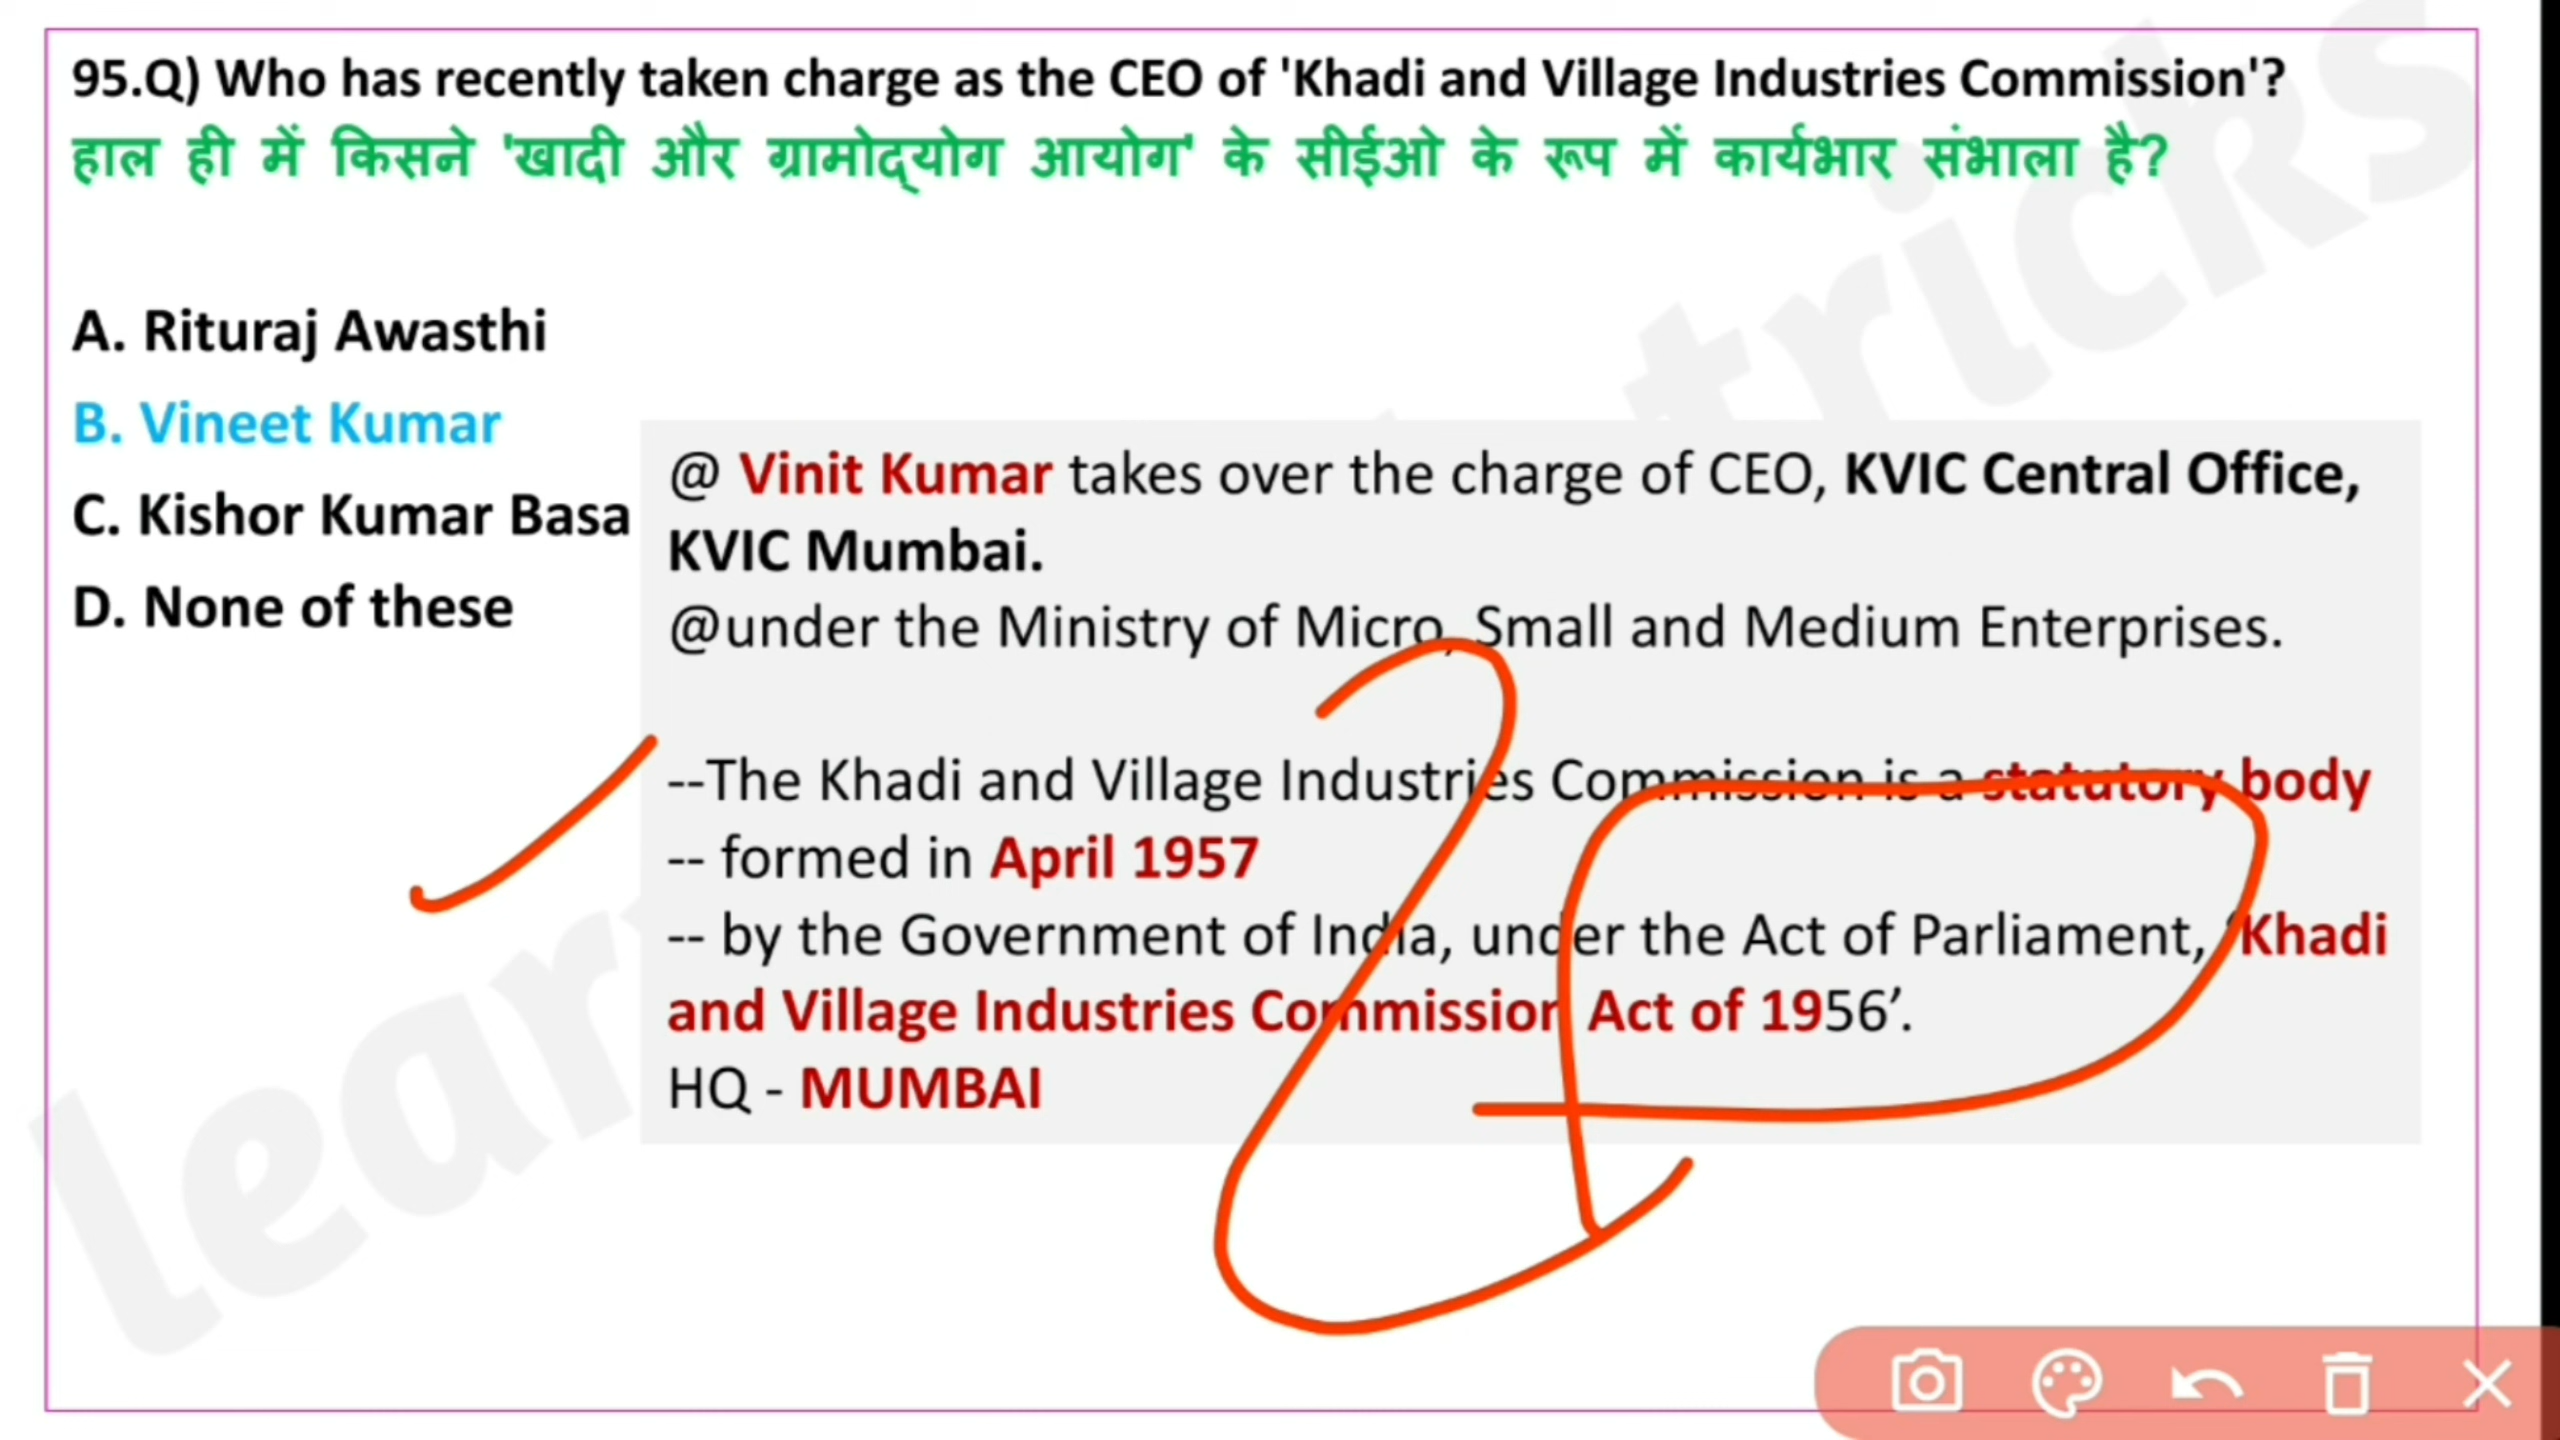 95.Q) Who has recently taken charge as the CEO of 'Khadi and Village Industries Commission'?
हाल ही में किसने 'खादी और ग्रामोद्योग आयोग' के सीईओ के रूप में कार्यभार संभाला है?
A. Rituraj Awasthi
B. Vineet Kumar
C. Kishor Kumar Basa
D. None of these
@ Vinit Kumar takes over the charge of CEO, KVIC Central Office,
KVIC Mumbai.
@under the Ministry of Micro, Small and Medium Enterprises.
--The Khadi and Village Industries Commission is a statutory body
-- formed in April 1957
-- by the Government of India, under the Act of Parliament, 'Khadi
and Village Industries Commission Act of 1956’.
HQ - MUMBAI
tricks